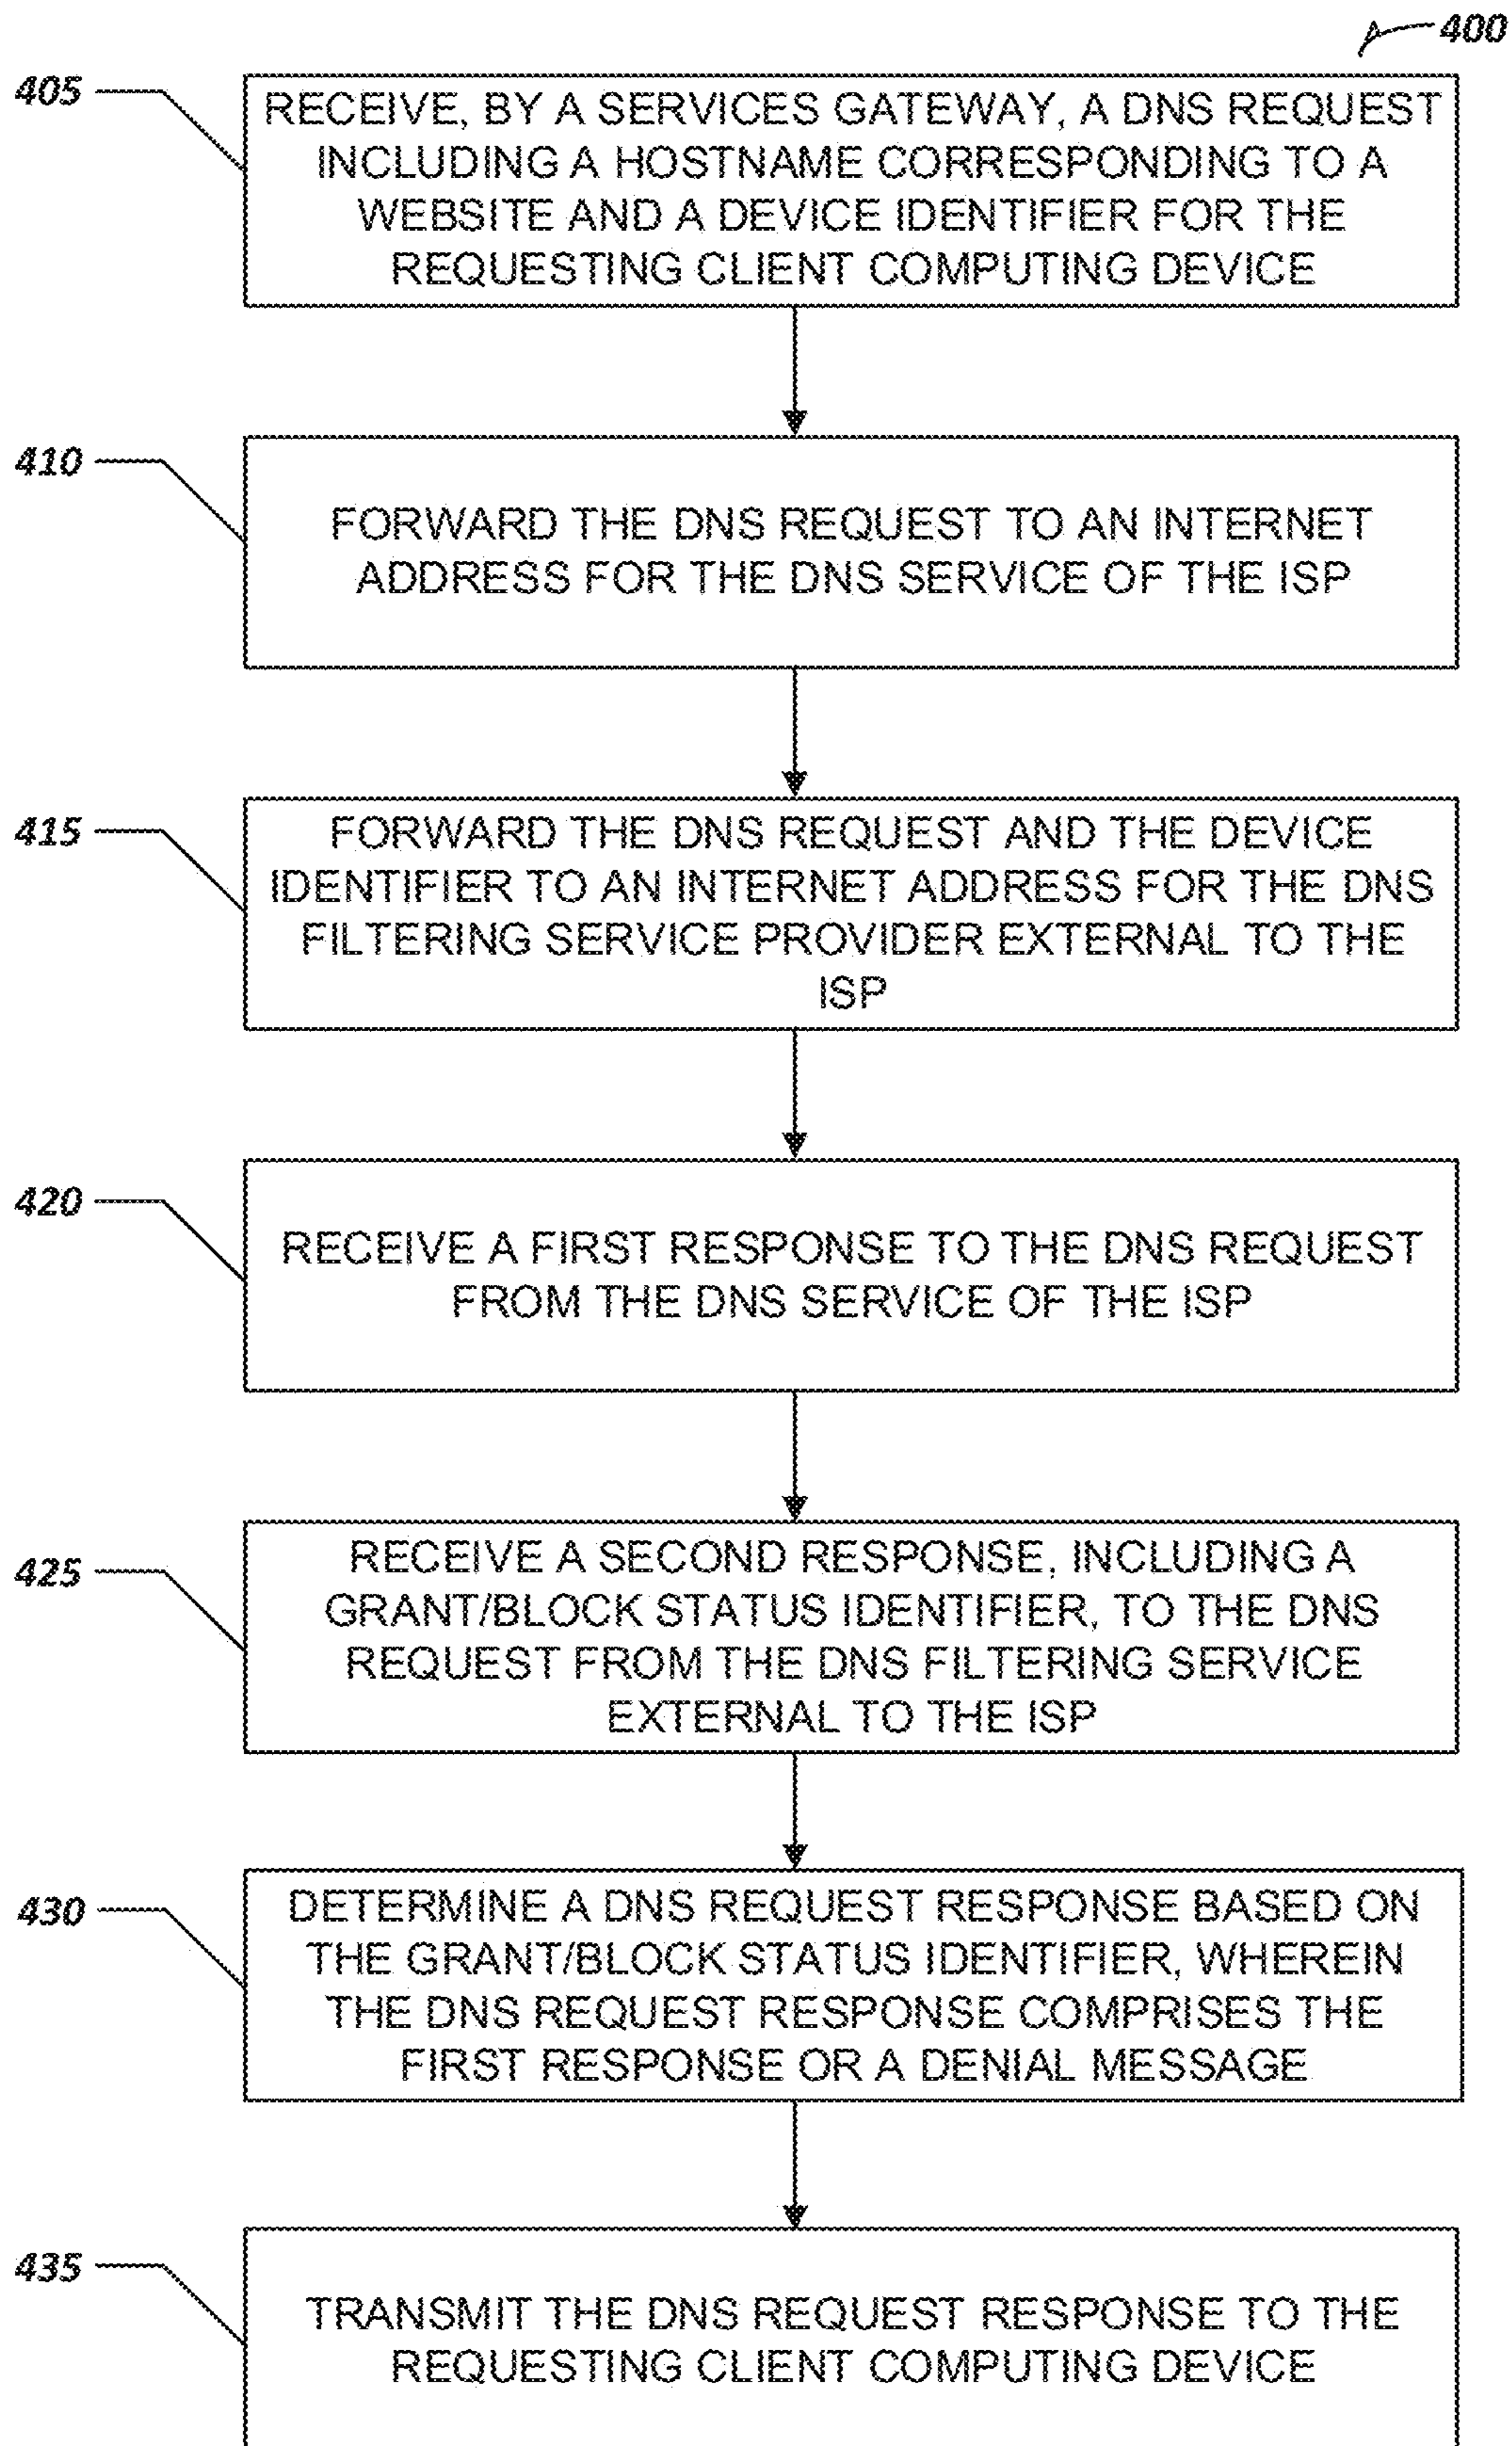 400
405
RECEIVE, BY A SERVICES GATEWAY, A DNS REQUEST
INCLUDING A HOSTNAME CORRESPONDING TO A
WEBSITE AND A DEVICE IDENTIFIER FOR THE
REQUESTING CLIENT COMPUTING DEVICE
410
FORWARD THE DNS REQUEST TO AN INTERNET
ADDRESS FOR THE DNS SERVICE OF THE ISP
415
FORWARD THE DNS REQUEST AND THE DEVICE
IDENTIFIER TO AN INTERNET ADDRESS FOR THE DNS
FILTERING SERVICE PROVIDER EXTERNAL TO THE
ISP
420
RECEIVE A FIRST RESPONSE TO THE DNS REQUEST
FROM THE DNS SERVICE OF THE ISP
425
RECEIVE A SECOND RESPONSE, INCLUDING A
GRANT/BLOCK STATUS IDENTIFIER, TO THE DNS
REQUEST FROM THE DNS FILTERING SERVICE
EXTERNAL TO THE ISP
430
DETERMINE A DNS REQUEST RESPONSE BASED ON
THE GRANT/BLOCK STATUS IDENTIFIER, WHEREIN
THE DNS REQUEST RESPONSE COMPRISES THE
FIRST RESPONSE OR A DENIAL MESSAGE
435
TRANSMIT THE DNS REQUEST RESPONSE TO THE
REQUESTING CLIENT COMPUTING DEVICE